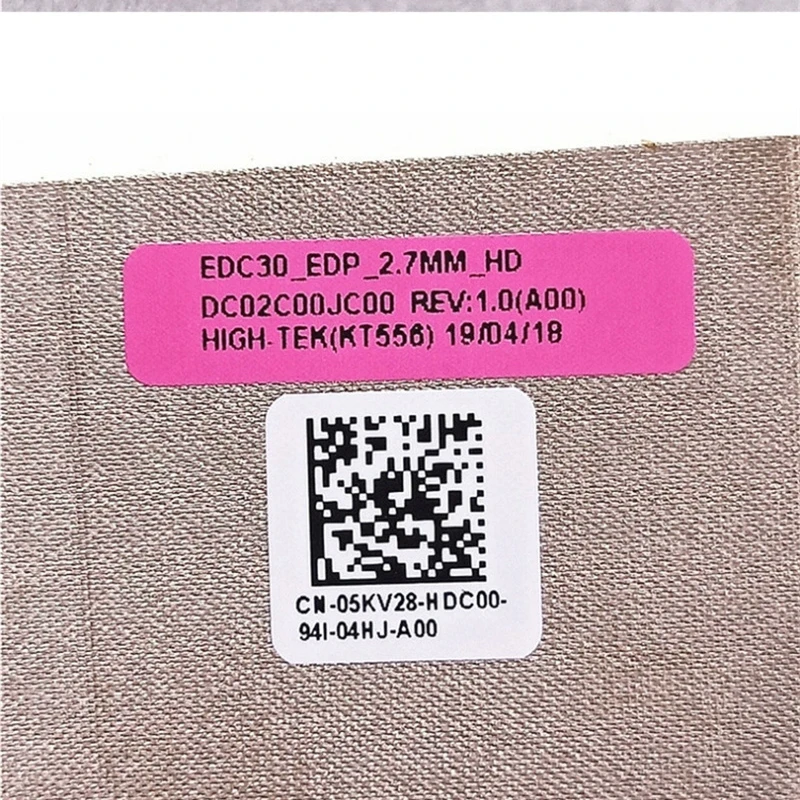 EDC30_EDP_2.7MM_HD
DC02C00JC00 REV:1.0(A00)
HIGH-TEK(KT556) 19/04/18
CN-05KV28-HDC00-
94I-04HJ-A00